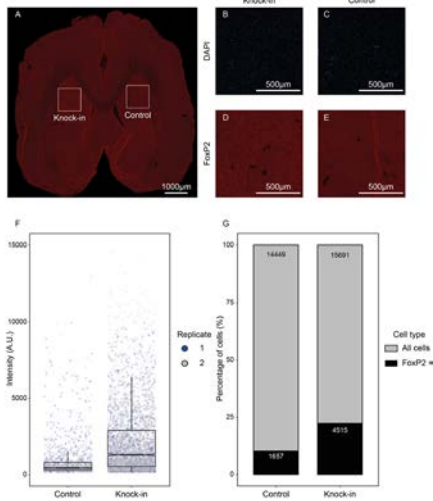 A
Knock-in
Control
1000µm
Knock-in
Control
B
C
DAPI
500µm
500µm
D
E
FoxP2
500µm
500µm
F
15000
10000
5000
0
Intensity (A.U.)
Control
Knock-in
Replicate
1
2
G
100
75
50
25
0
Percentage of cells (%)
14449
15691
1657
4515
Control
Knock-in
Cell type
All cells
FoxP2